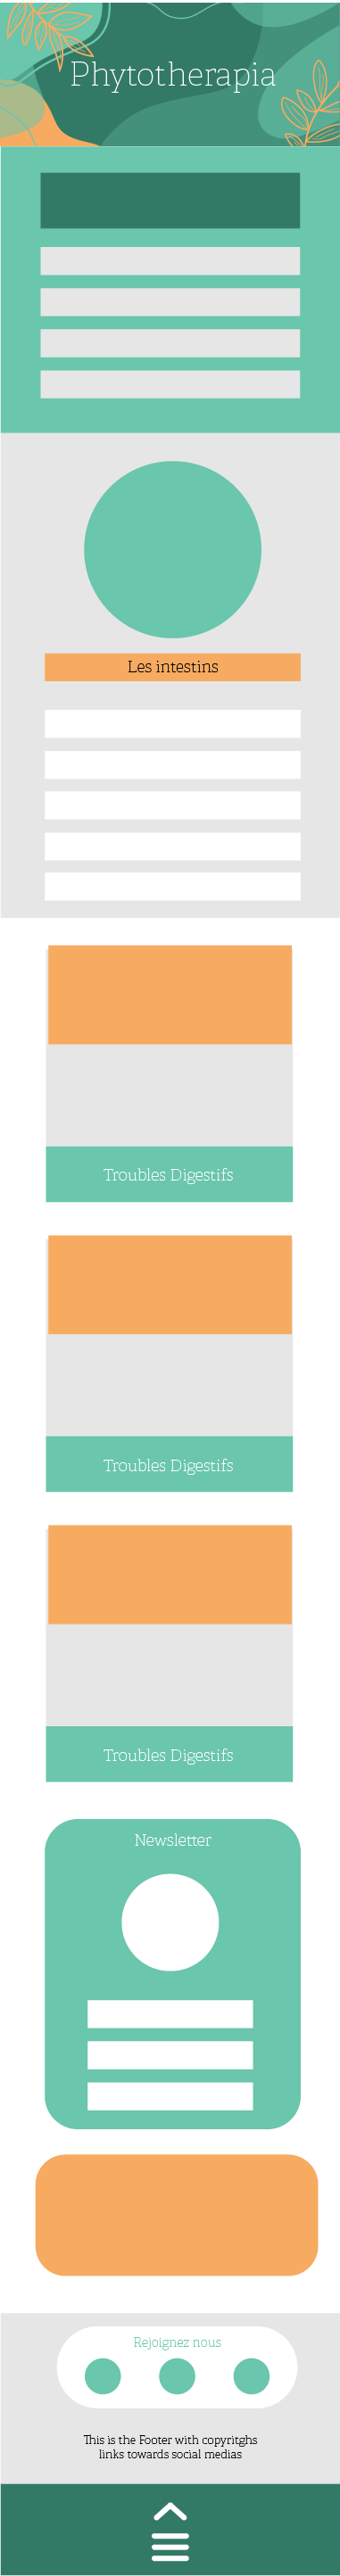 Phytotherapia
Les intestins
Troubles Digestifs
Troubles Digestifs
Troubles Digestifs
Newsletter
Rejoignez nous
This is the Footer with copyritghs
links towards social medias